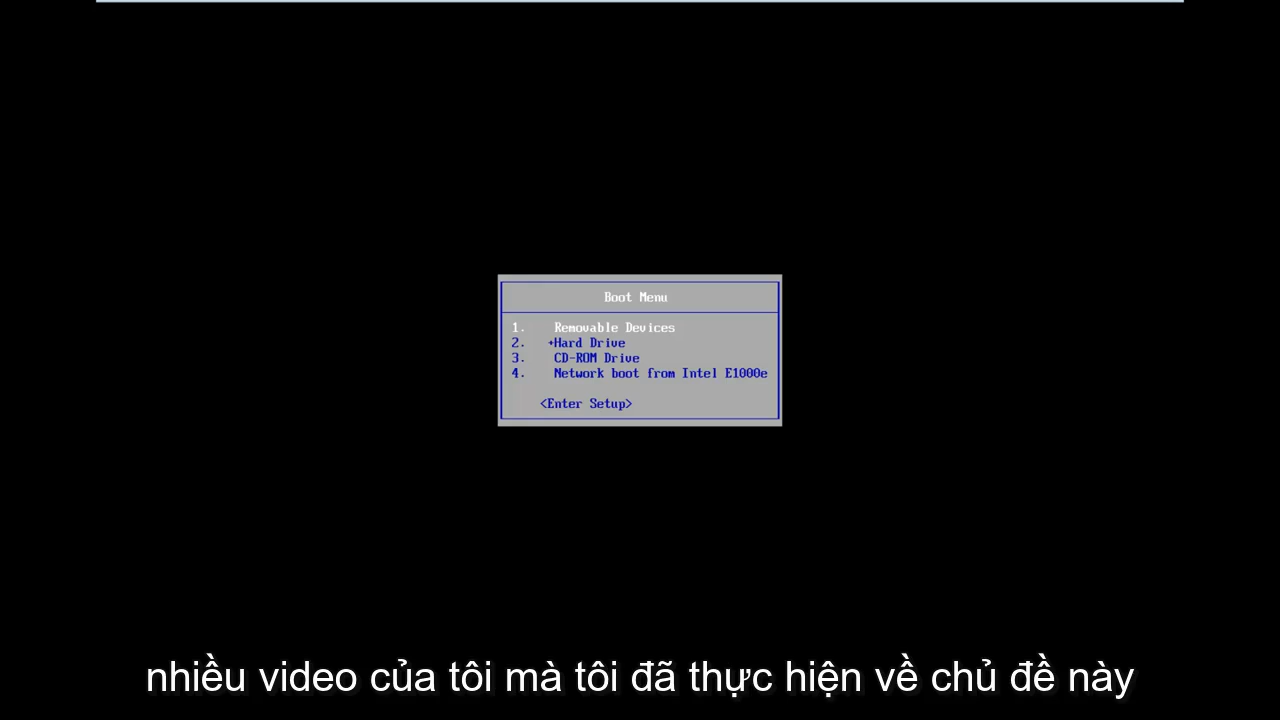 Boot Menu
1. Removable Devices
2. +Hard Drive
3. CD-ROM Drive
4. Network boot from Intel E1000e
<Enter Setup>
nhiều video của tôi mà tôi đã thực hiện về chủ đề này